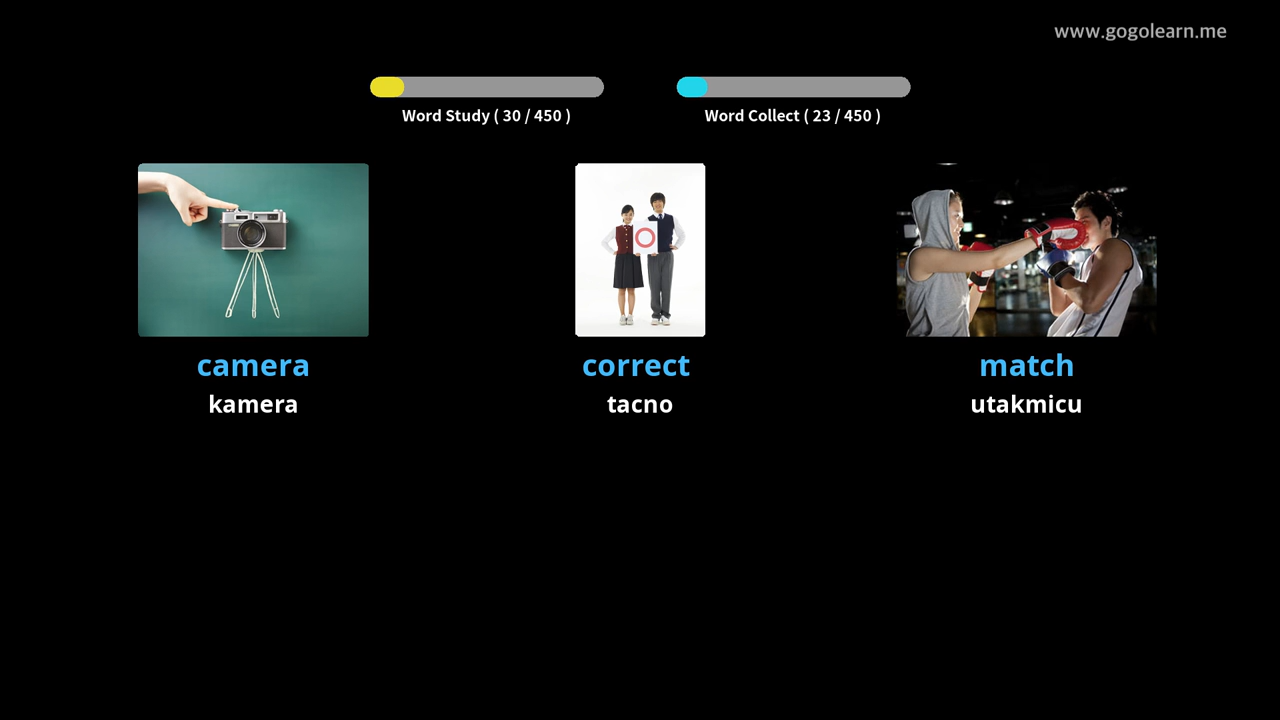 www.gogolearn.me
Word Study ( 30 / 450 )
Word Collect ( 23 / 450 )
camera
correct
match
kamera
tacno
utakmicu